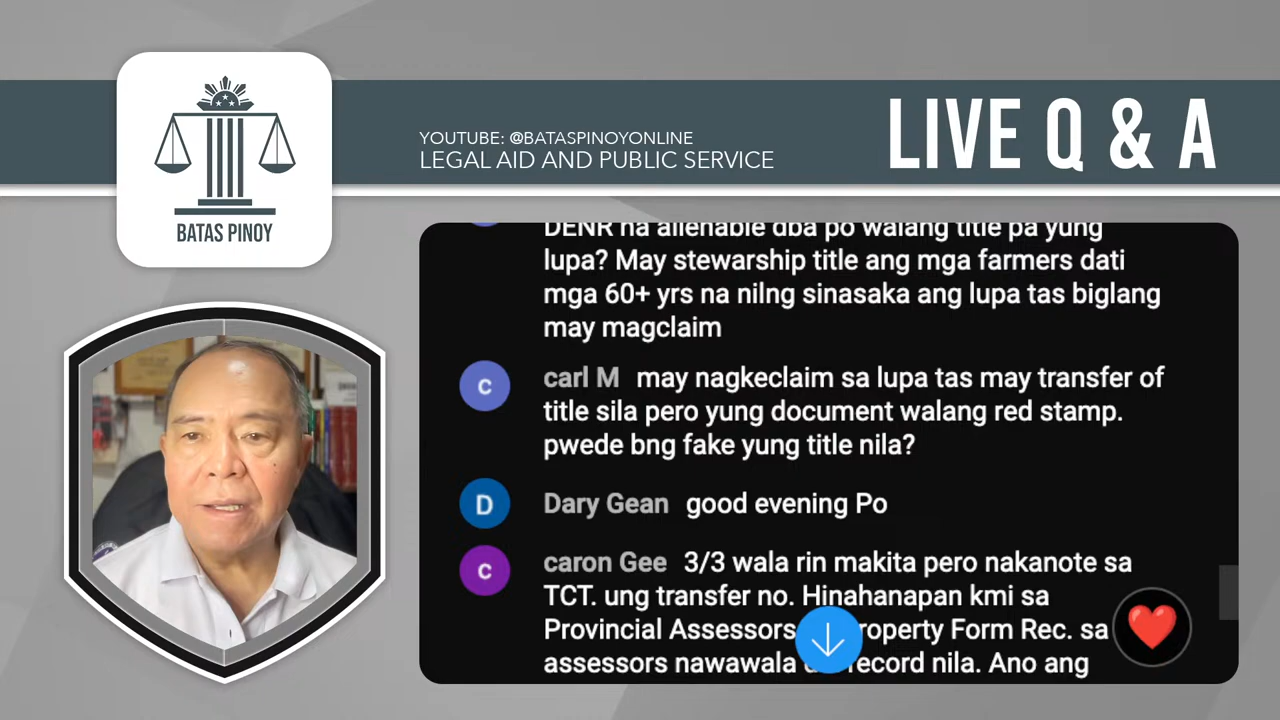 BATAS PINOY
YOUTUBE: @BATASPINOYONLINE
LEGAL AID AND PUBLIC SERVICE
LIVE Q & A
DENR na alienable dba po walang title pa yung
lupa? May stewarship title ang mga farmers dati
mga 60+ yrs na nilng sinasaka ang lupa tas biglang
may magclaim
C
carl M may nagkeclaim sa lupa tas may transfer of
title sila pero yung document walang red stamp.
pwede bng fake yung title nila?
D
Dary Gean good evening Po
C
caron Gee 3/3 wala rin makita pero nakanote sa
TCT. ung transfer no. Hinahanapan kmi sa
Provincial Assessors Form Rec. sa
assessors nawawala nila. Ano ang